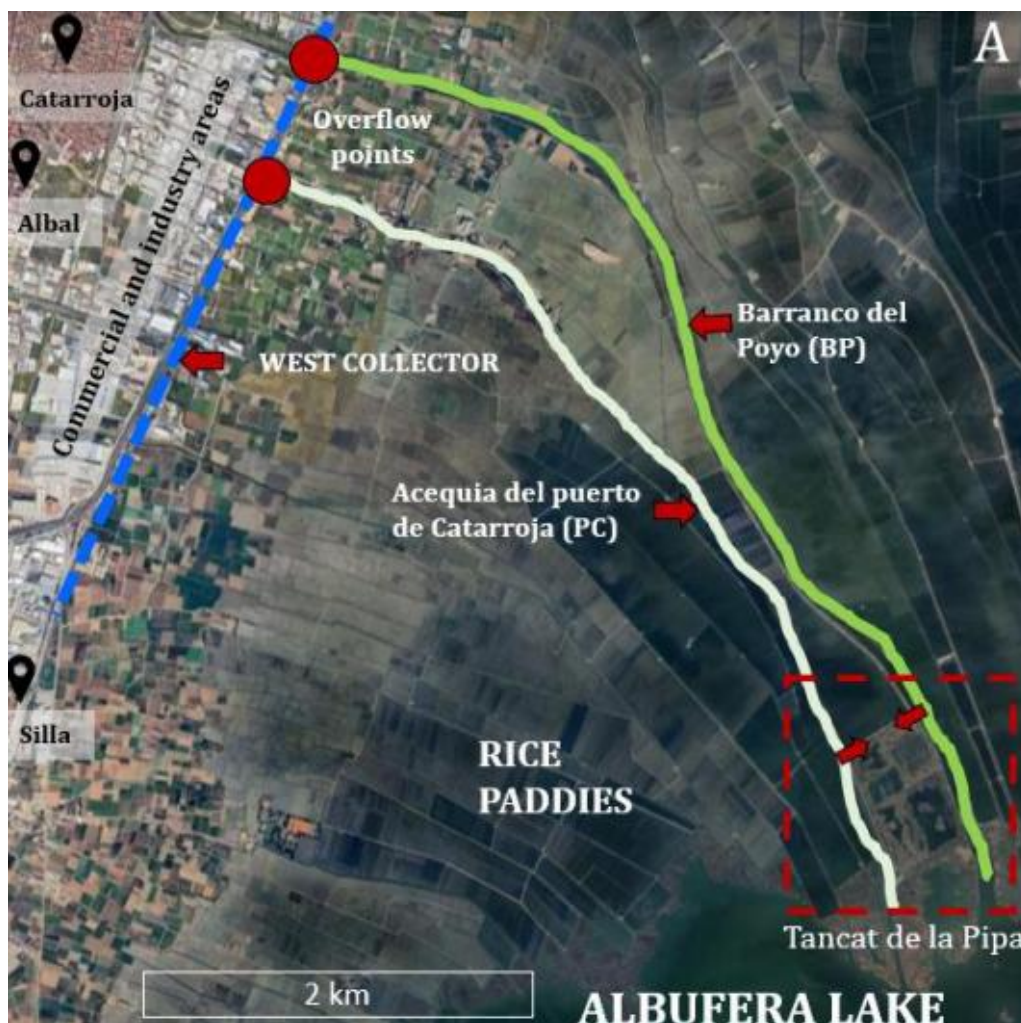 A
Catarroja
Overflow
points
Albal
Commercial and industry areas
Barranco del
Poyo (BP)
WEST COLLECTOR
Acequia del puerto
de Catarroja (PC)
Silla
RICE
PADDIES
Tancat de la Pipa
2 km
ALBUFERA LAKE